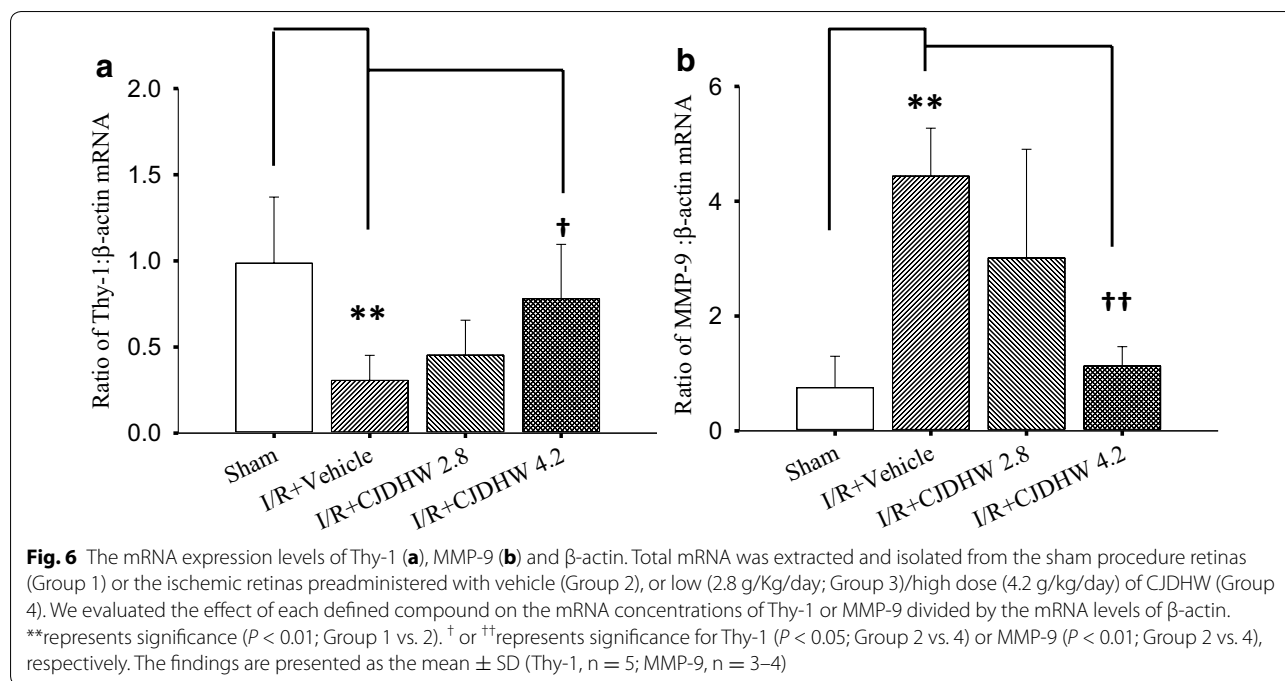 a
Ratio of Thy-1:β-actin mRNA
2.0
1.5
1.0
0.5
0.0
**
†
Sham
I/R+Vehicle
I/R+CJDHW 2.8
I/R+CJDHW 4.2
b
Ratio of MMP-9 :β-actin mRNA
6
4
2
0
**
††
Sham
I/R+Vehicle
I/R+CJDHW 2.8
I/R+CJDHW 4.2
Fig. 6 The mRNA expression levels of Thy-1 (a), MMP-9 (b) and β-actin. Total mRNA was extracted and isolated from the sham procedure retinas
(Group 1) or the ischemic retinas preadministered with vehicle (Group 2), or low (2.8 g/Kg/day; Group 3)/high dose (4.2 g/kg/day) of CJDHW (Group
4). We evaluated the effect of each defined compound on the mRNA concentrations of Thy-1 or MMP-9 divided by the mRNA levels of β-actin.
**represents significance (P < 0.01; Group 1 vs. 2). † or ††represents significance for Thy-1 (P < 0.05; Group 2 vs. 4) or MMP-9 (P < 0.01; Group 2 vs. 4),
respectively. The findings are presented as the mean ± SD (Thy-1, n = 5; MMP-9, n = 3–4)